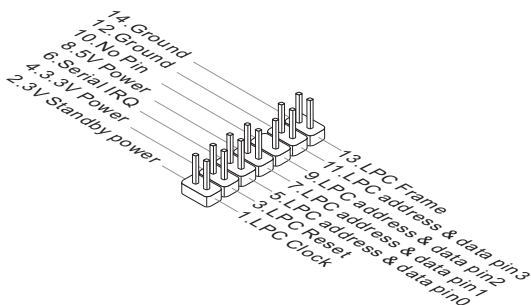 14.Ground
12.Ground
10.No Pin
8.5V Power
6.Serial IRQ
4.3.3V Power
2.3V Standby power
13.LPC Frame
11.LPC address & data pin3
9.LPC address & data pin2
7.LPC address & data pin1
5.LPC address & data pin0
3.LPC Reset
1.LPC Clock